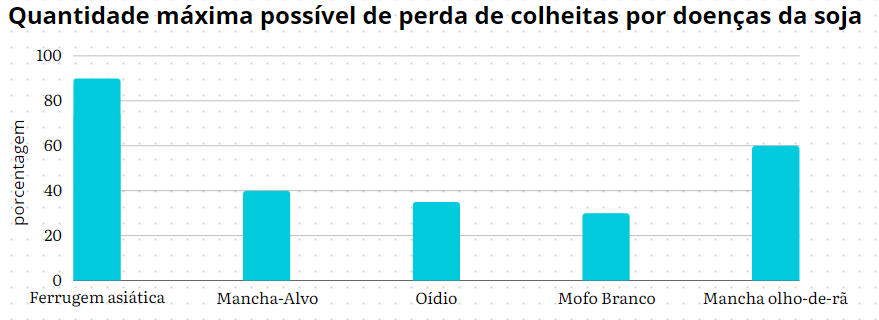 Quantidade máxima possível de perda de colheitas por doenças da soja
100
80
60
40
20
0
porcentagem
Ferrugem asiática
Mancha-Alvo
Oídio
Mofo Branco
Mancha olho-de-rã